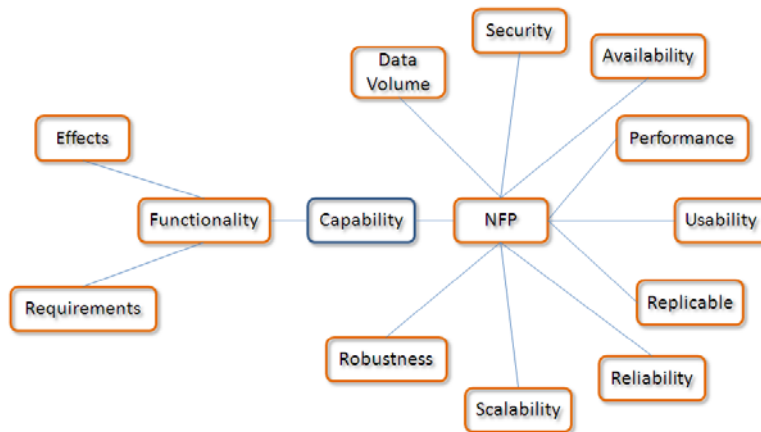 Security
Data
Volume
Availability
Effects
Performance
Functionality
Capability
NFP
Usability
Requirements
Replicable
Robustness
Reliability
Scalability